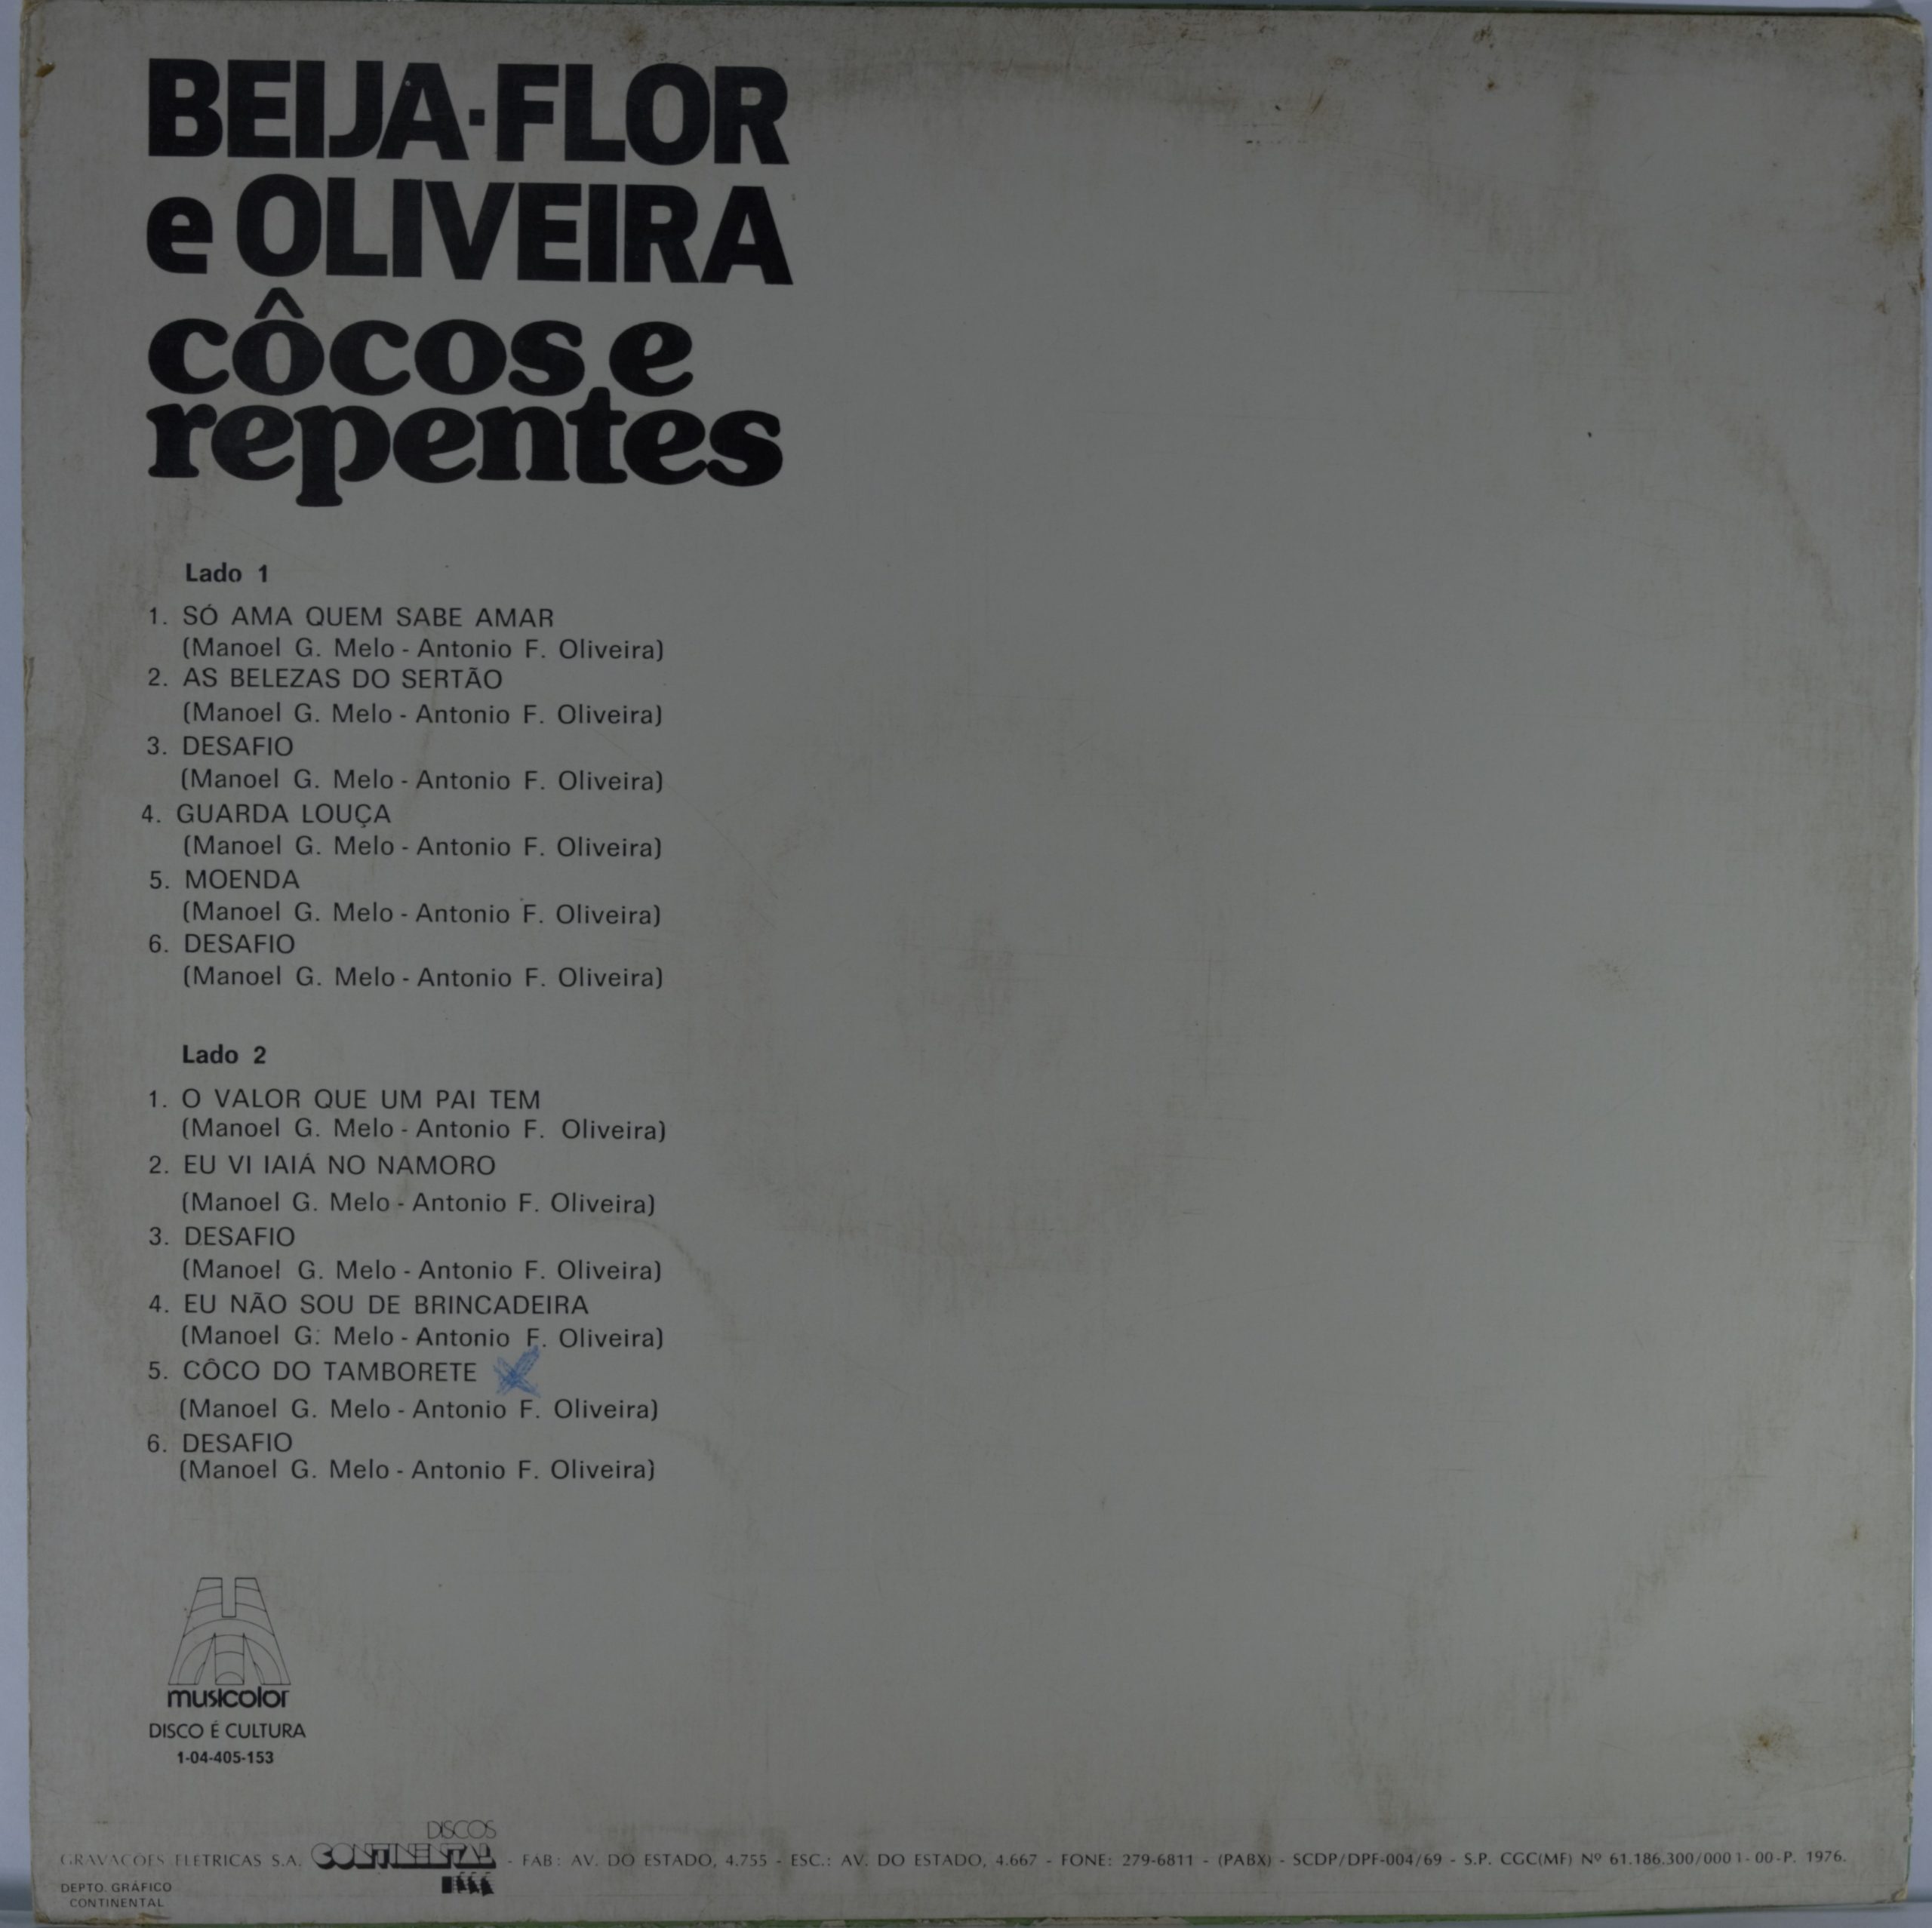 BEIJA-FLOR
e OLIVEIRA
côcos e
repentes
Lado 1
1. SÓ AMA QUEM SABE AMAR
(Manoel G. Melo - Antonio F. Oliveira)
2. AS BELEZAS DO SERTÃO
(Manoel G. Melo - Antonio F. Oliveira)
3. DESAFIO
(Manoel G. Melo - Antonio F. Oliveira)
4. GUARDA LOUÇA
(Manoel G. Melo - Antonio F. Oliveira)
5. MOENDA
(Manoel G. Melo - Antonio F. Oliveira)
6. DESAFIO
(Manoel G. Melo - Antonio F. Oliveira)
Lado 2
1. O VALOR QUE UM PAI TEM
(Manoel G. Melo - Antonio F. Oliveira)
2. EU VI IAIÁ NO NAMORO
(Manoel G. Melo - Antonio F. Oliveira)
3. DESAFIO
(Manoel G. Melo - Antonio F. Oliveira)
4. EU NÃO SOU DE BRINCADEIRA
(Manoel G. Melo - Antonio F. Oliveira)
5. CÔCO DO TAMBORETE
(Manoel G. Melo - Antonio F. Oliveira)
6. DESAFIO
(Manoel G. Melo - Antonio F. Oliveira)
musicolor
DISCO É CULTURA
1-04-405-153
GRAVAÇÕES ELETRICAS S.A. DISCOS CONTINENTAL - FAB: AV. DO ESTADO, 4.755 - ESC.: AV. DO ESTADO, 4.667 - FONE: 279-6811 - (PABX) - SCDP/DPF-004/69 - S.P. CGC(MF) Nº 61.186.300/0001-00-P. 1976.
DEPTO. GRÁFICO
CONTINENTAL